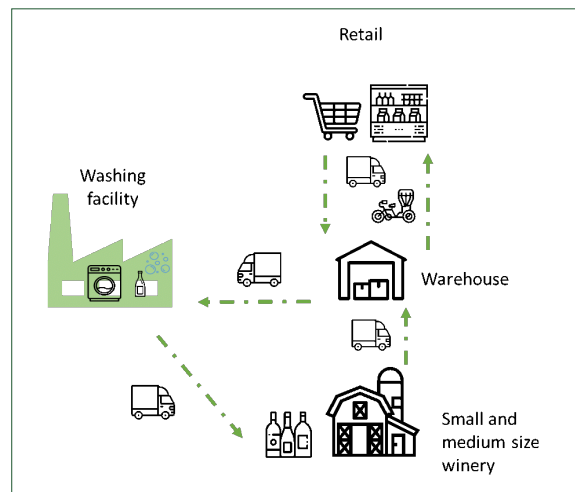 Retail
Washing
facility
Warehouse
Small and
medium size
winery